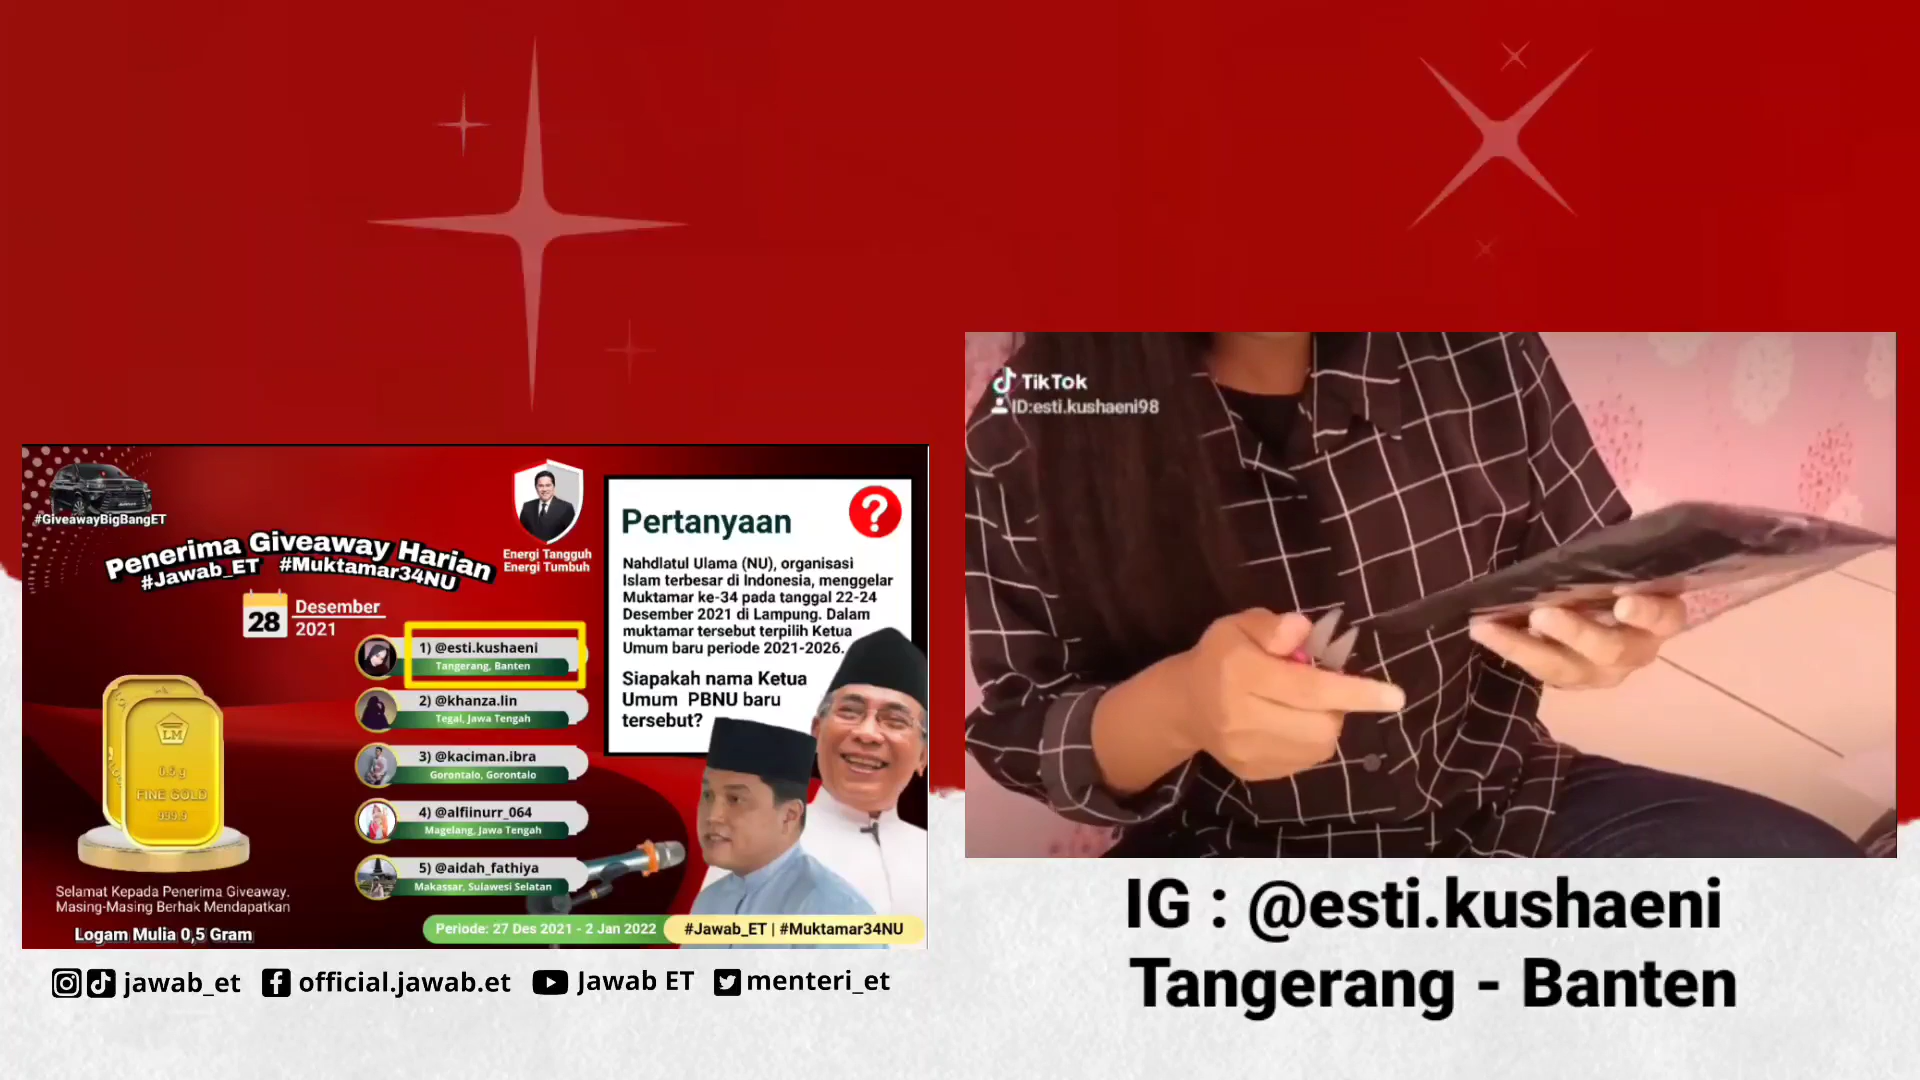 #GiveawayBigBangET
Penerima Giveaway Harian
#Jawab_ET #Muktamar34NU
28
Desember
2021
Energi Tangguh
Energi Tumbuh
1) @esti.kushaeni
Tangerang, Banten
2) @khanza.lin
Tegal, Jawa Tengah
3) @kaciman.ibra
Gorontalo, Gorontalo
4) @alfiinurr_064
Magelang, Jawa Tengah
5) @aidah_fathiya
Makassar, Sulawesi Selatan
LM
0.5 g
FINE GOLD
999.9
Selamat Kepada Penerima Giveaway.
Masing-Masing Berhak Mendapatkan
Logam Mulia 0,5 Gram
Pertanyaan
?
Nahdlatul Ulama (NU), organisasi
Islam terbesar di Indonesia, menggelar
Muktamar ke-34 pada tanggal 22-24
Desember 2021 di Lampung. Dalam
muktamar tersebut terpilih Ketua
Umum baru periode 2021-2026.
Siapakah nama Ketua
Umum PBNU baru
tersebut?
Periode: 27 Des 2021 - 2 Jan 2022
#Jawab_ET | #Muktamar34NU
jawab_et official.jawab.et Jawab ET menteri_et
TikTok
ID:esti.kushaeni98
IG : @esti.kushaeni
Tangerang - Banten